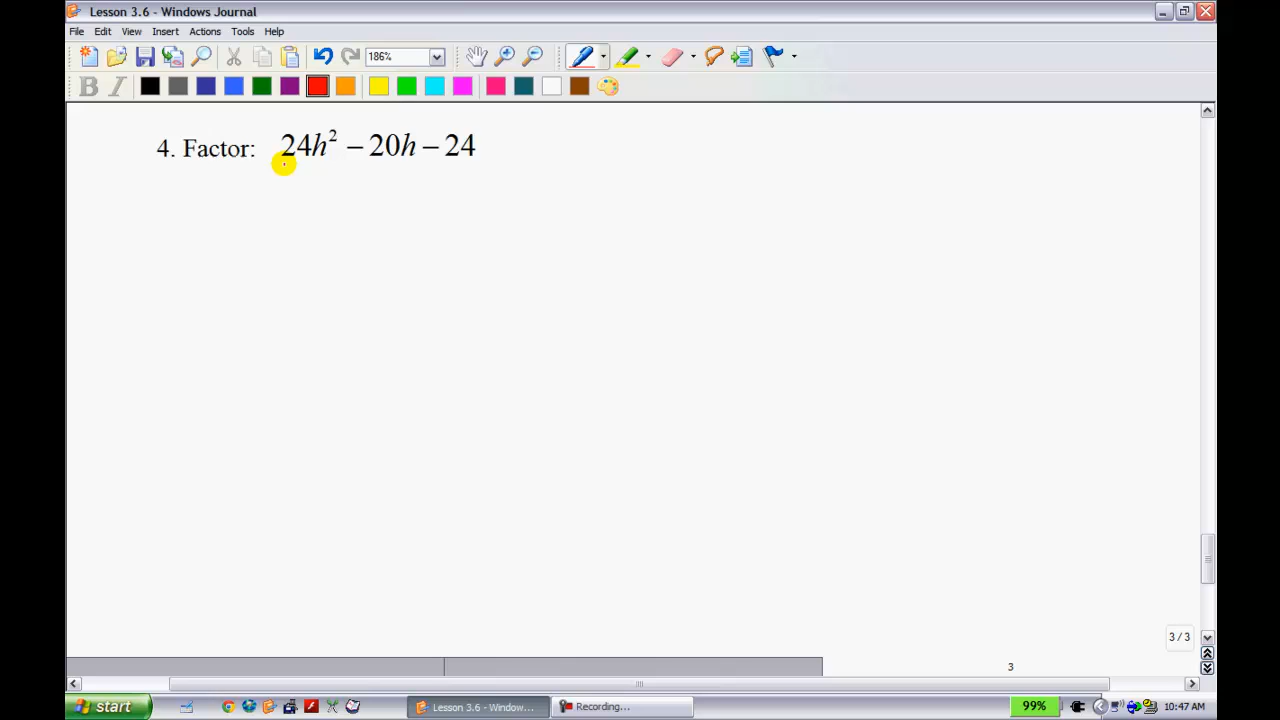 Lesson 3.6 - Windows Journal
File Edit View Insert Actions Tools Help
186%
B I
4. Factor: 24h² − 20h − 24
3 / 3
3
start Lesson 3.6 - Window... Recording... 99% 10:47 AM